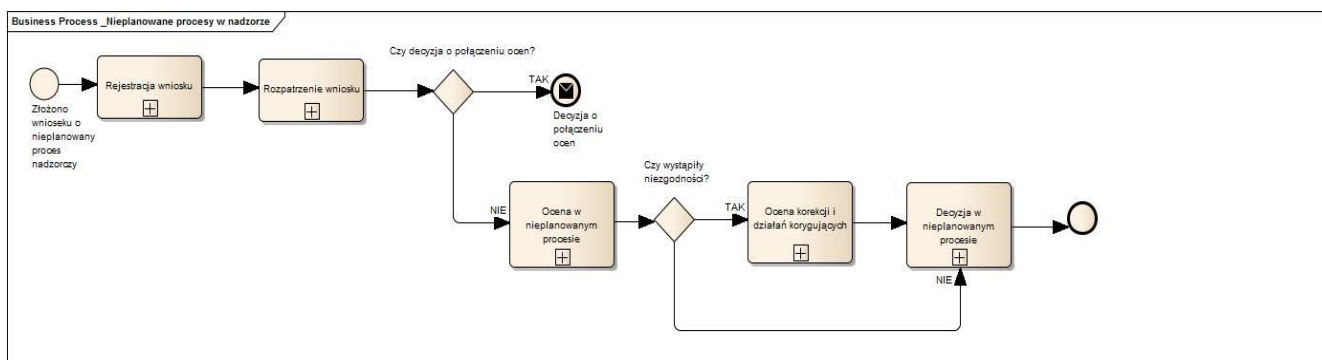 Business Process _Nieplanowane procesy w nadzorze
Czy decyzja o połączeniu ocen?
Rejestracja wniosku
Rozpatrzenie wniosku
TAK
Złożono
wnioseku o
nieplanowany
proces
nadzorczy
Decyzja o
połączeniu
ocen
Czy wystąpiły
niezgodności?
NIE
Ocena w
nieplanowanym
procesie
TAK
Ocena korekcji i
działań korygujących
Decyzja w
nieplanowanym
procesie
NIE